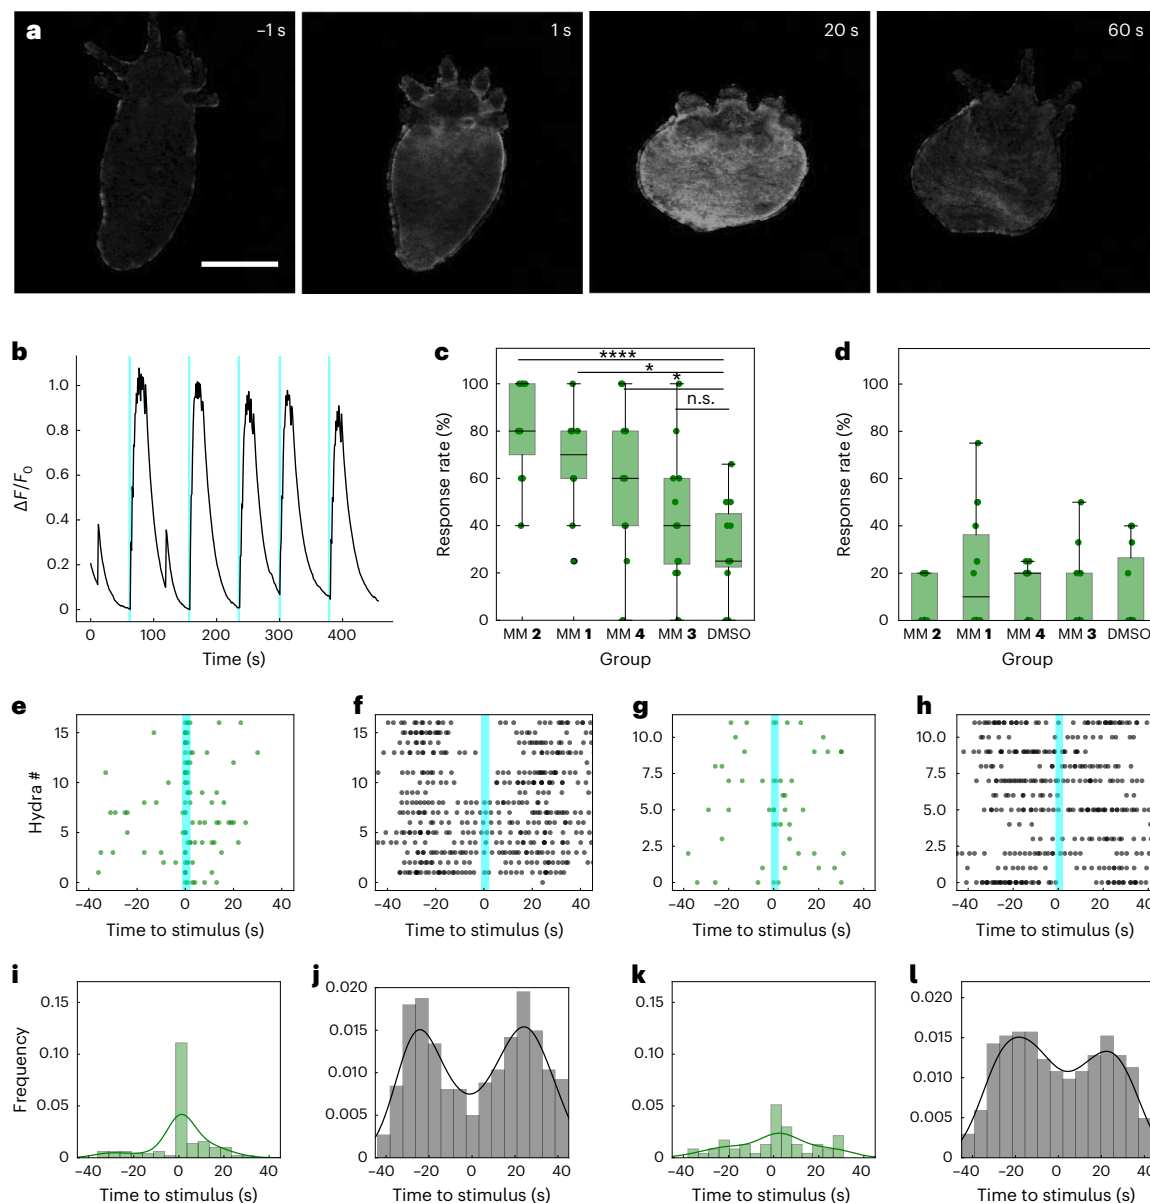 a
–1 s
1 s
20 s
60 s
b
ΔF/F0
1.0
0.8
0.6
0.4
0.2
0
0 100 200 300 400
Time (s)
c
Response rate (%)
100
80
60
40
20
0
****
*
*
n.s.
MM 2 MM 1 MM 4 MM 3 DMSO
Group
d
Response rate (%)
100
80
60
40
20
0
MM 2 MM 1 MM 4 MM 3 DMSO
Group
e
Hydra #
15
10
5
0
–40 –20 0 20 40
Time to stimulus (s)
f
15
10
5
0
–40 –20 0 20 40
Time to stimulus (s)
g
10.0
7.5
5.0
2.5
0
–40 –20 0 20 40
Time to stimulus (s)
h
10.0
7.5
5.0
2.5
0
–40 –20 0 20 40
Time to stimulus (s)
i
Frequency
0.15
0.10
0.05
0
–40 –20 0 20 40
Time to stimulus (s)
j
0.020
0.015
0.010
0.005
0
–40 –20 0 20 40
Time to stimulus (s)
k
0.15
0.10
0.05
0
–40 –20 0 20 40
Time to stimulus (s)
l
0.020
0.015
0.010
0.005
0
–40 –20 0 20 40
Time to stimulus (s)